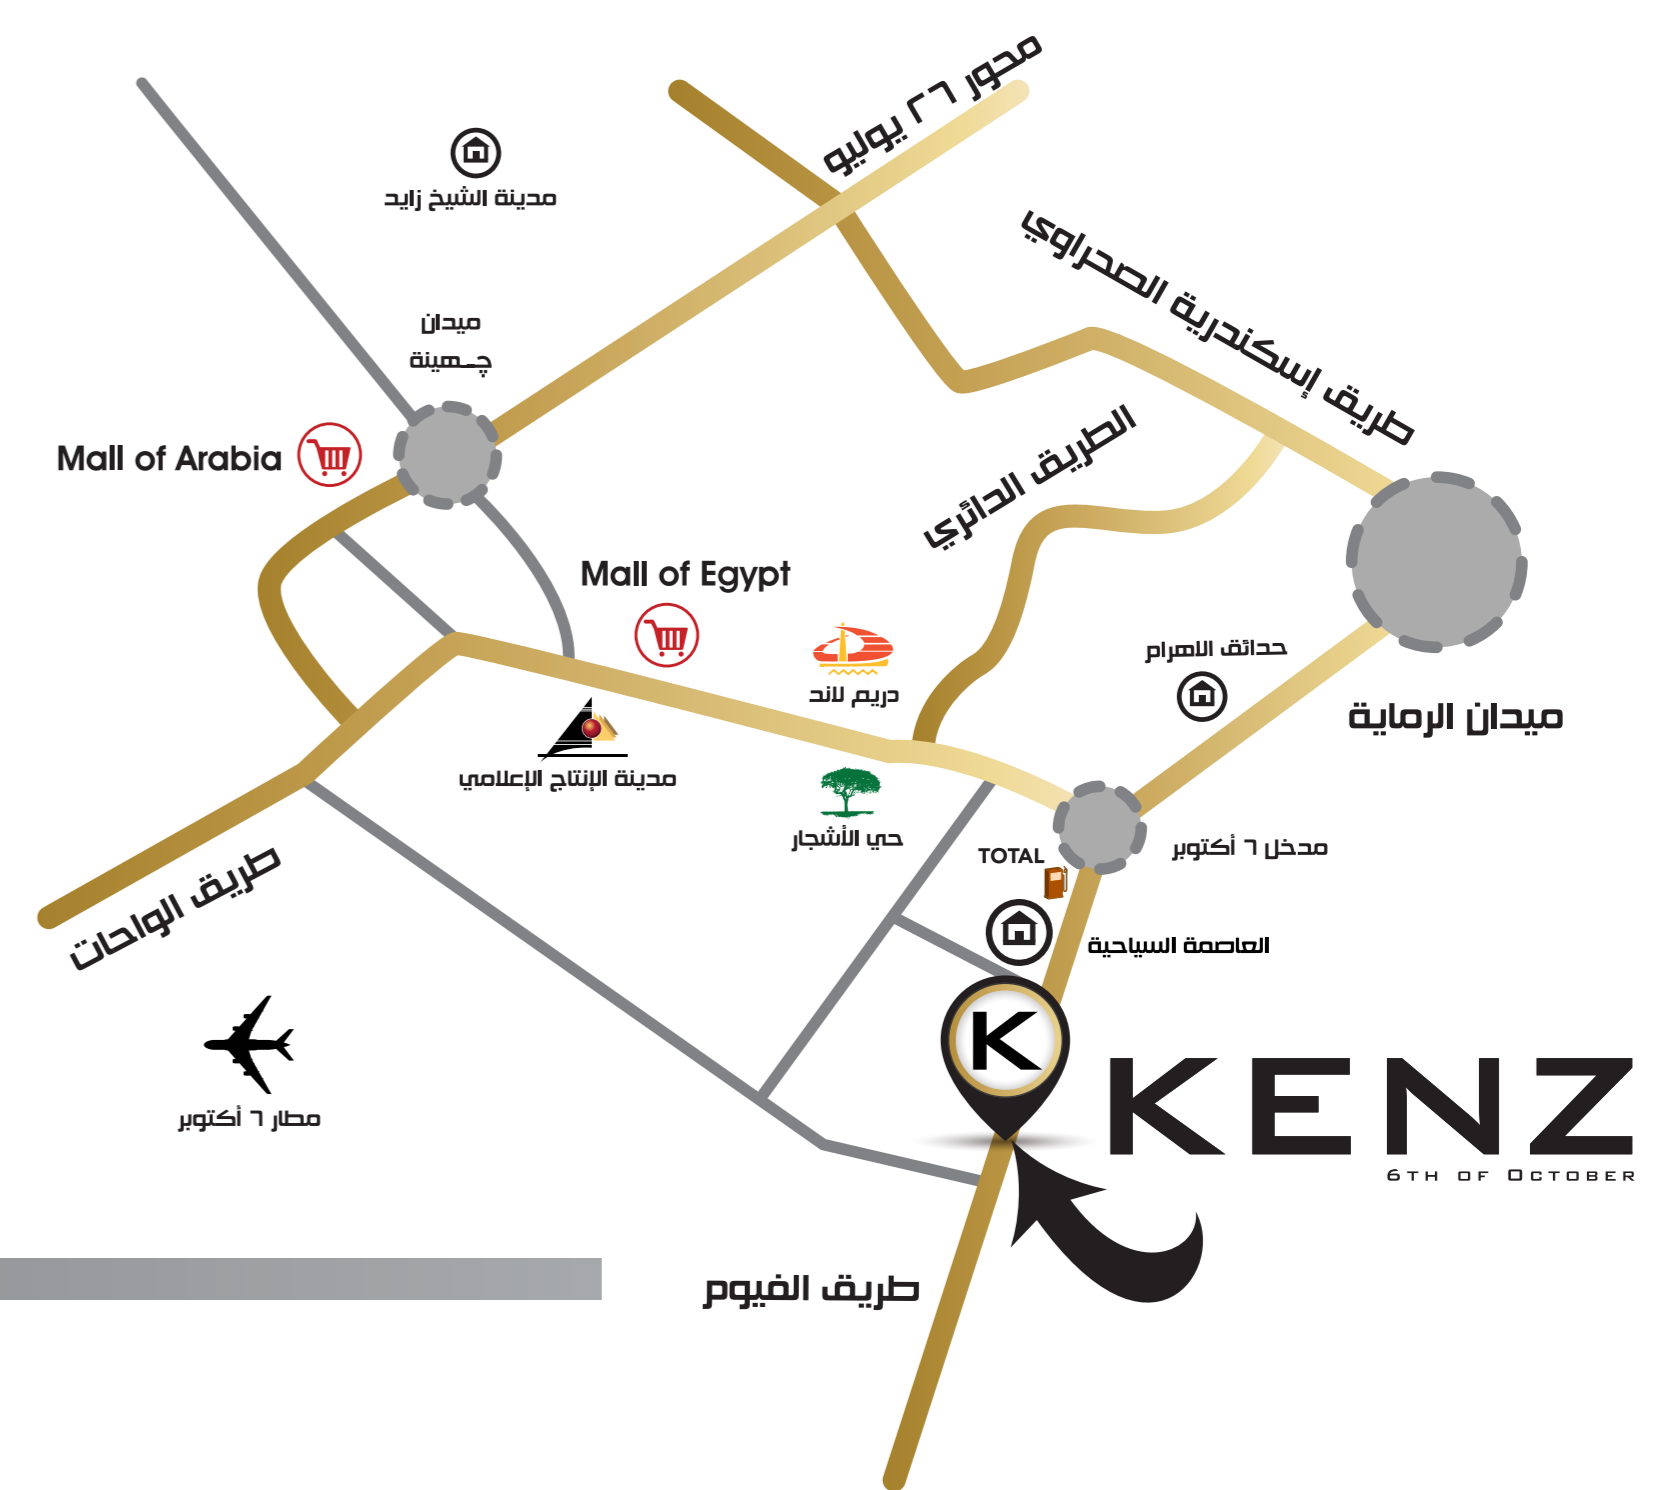 محور ٢٦ يوليو
مدينة الشيخ زايد
طريق إسكندرية الصحراوي
ميدان
چـهينة
Mall of Arabia
الطريق الدائري
Mall of Egypt
حدائق الاهرام
دريم لاند
ميدان الرماية
مدينة الإنتاج الإعلامي
حي الأشجار
مدخل ٦ أكتوبر
TOTAL
طريق الواحات
العاصمة السياحية
K
KENZ
6TH OF OCTOBER
مطار ٦ أكتوبر
طريق الفيوم